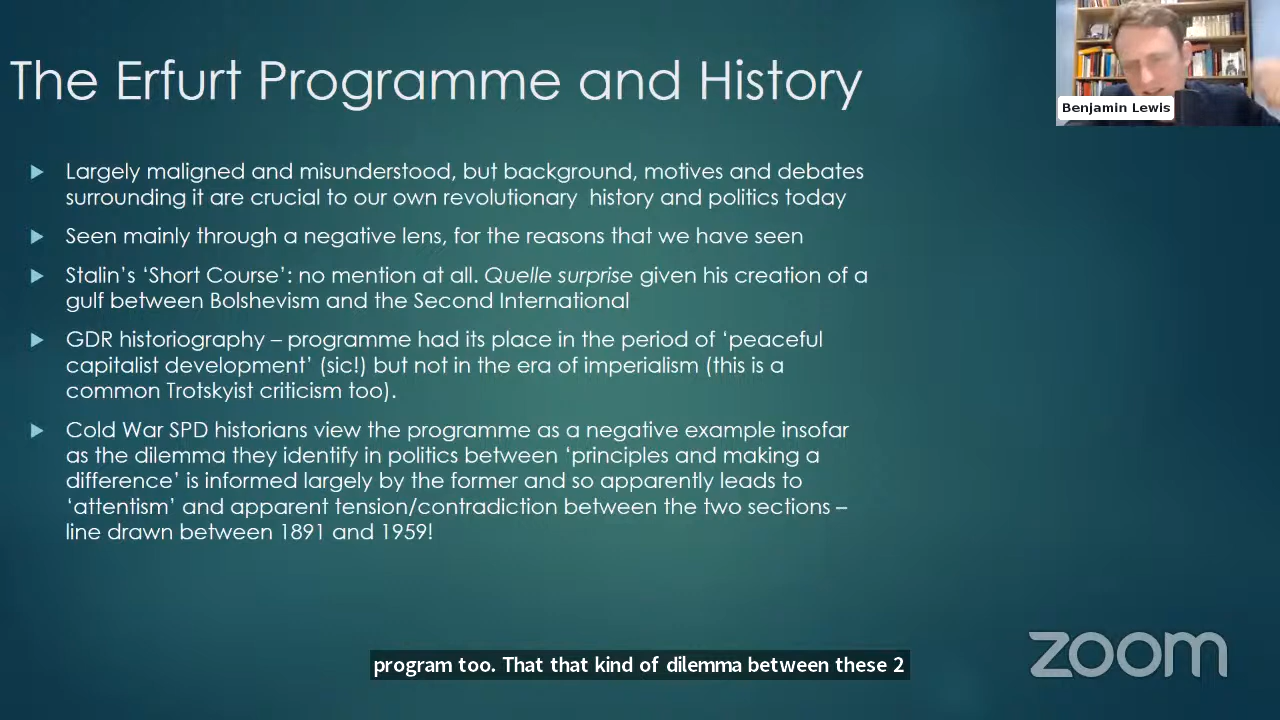 The Erfurt Programme and History
Benjamin Lewis
Largely maligned and misunderstood, but background, motives and debates
surrounding it are crucial to our own revolutionary history and politics today
Seen mainly through a negative lens, for the reasons that we have seen
Stalin's 'Short Course': no mention at all. Quelle surprise given his creation of a
gulf between Bolshevism and the Second International
GDR historiography – programme had its place in the period of 'peaceful
capitalist development' (sic!) but not in the era of imperialism (this is a
common Trotskyist criticism too).
Cold War SPD historians view the programme as a negative example insofar
as the dilemma they identify in politics between 'principles and making a
difference' is informed largely by the former and so apparently leads to
'attentism' and apparent tension/contradiction between the two sections –
line drawn between 1891 and 1959!
program too. That that kind of dilemma between these 2
zoom